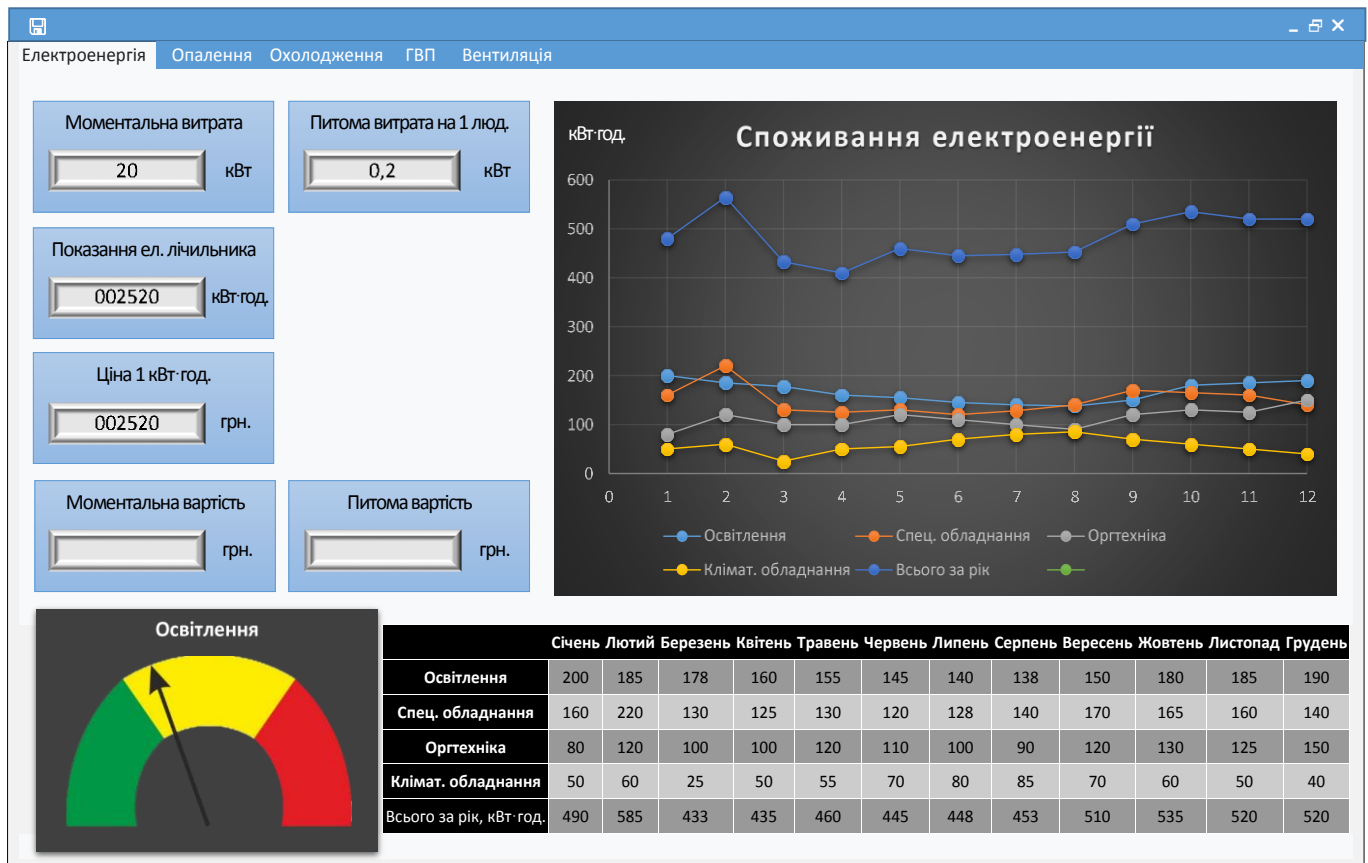 Електроенергія Опалення Охолодження ГВП Вентиляція
Моментальна витрата
20 кВт
Питома витрата на 1 люд.
0,2 кВт
Показання ел. лічильника
002520 кВт·год.
Ціна 1 кВт·год.
002520 грн.
Моментальна вартість
грн.
Питома вартість
грн.
кВт·год.
Споживання електроенергії
600
500
400
300
200
100
0
0 1 2 3 4 5 6 7 8 9 10 11 12
Освітлення Спец. обладнання Оргтехніка
Клімат. обладнання Всього за рік
Освітлення
Січень Лютий Березень Квітень Травень Червень Липень Серпень Вересень Жовтень Листопад Грудень
Освітлення 200 185 178 160 155 145 140 138 150 180 185 190
Спец. обладнання 160 220 130 125 130 120 128 140 170 165 160 140
Оргтехніка 80 120 100 100 120 110 100 90 120 130 125 150
Клімат. обладнання 50 60 25 50 55 70 80 85 70 60 50 40
Всього за рік, кВт·год. 490 585 433 435 460 445 448 453 510 535 520 520